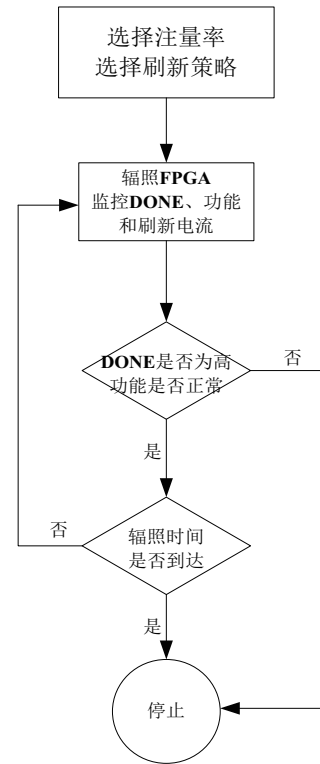 选择注量率
选择刷新策略
辐照FPGA
监控DONE、功能
和刷新电流
DONE是否为高
功能是否正常
否
是
辐照时间
是否到达
否
是
停止